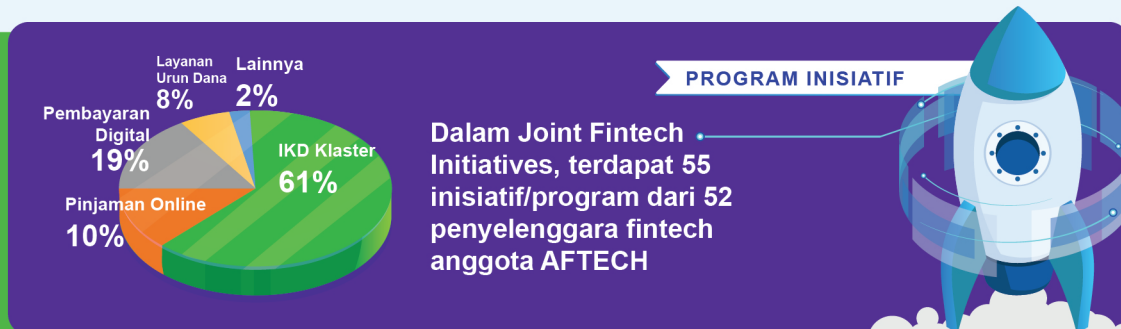 Layanan
Urun Dana
8%
Lainnya
2%
Pembayaran
Digital
19%
IKD Klaster
61%
Pinjaman Online
10%
PROGRAM INISIATIF
Dalam Joint Fintech
Initiatives, terdapat 55
inisiatif/program dari 52
penyelenggara fintech
anggota AFTECH